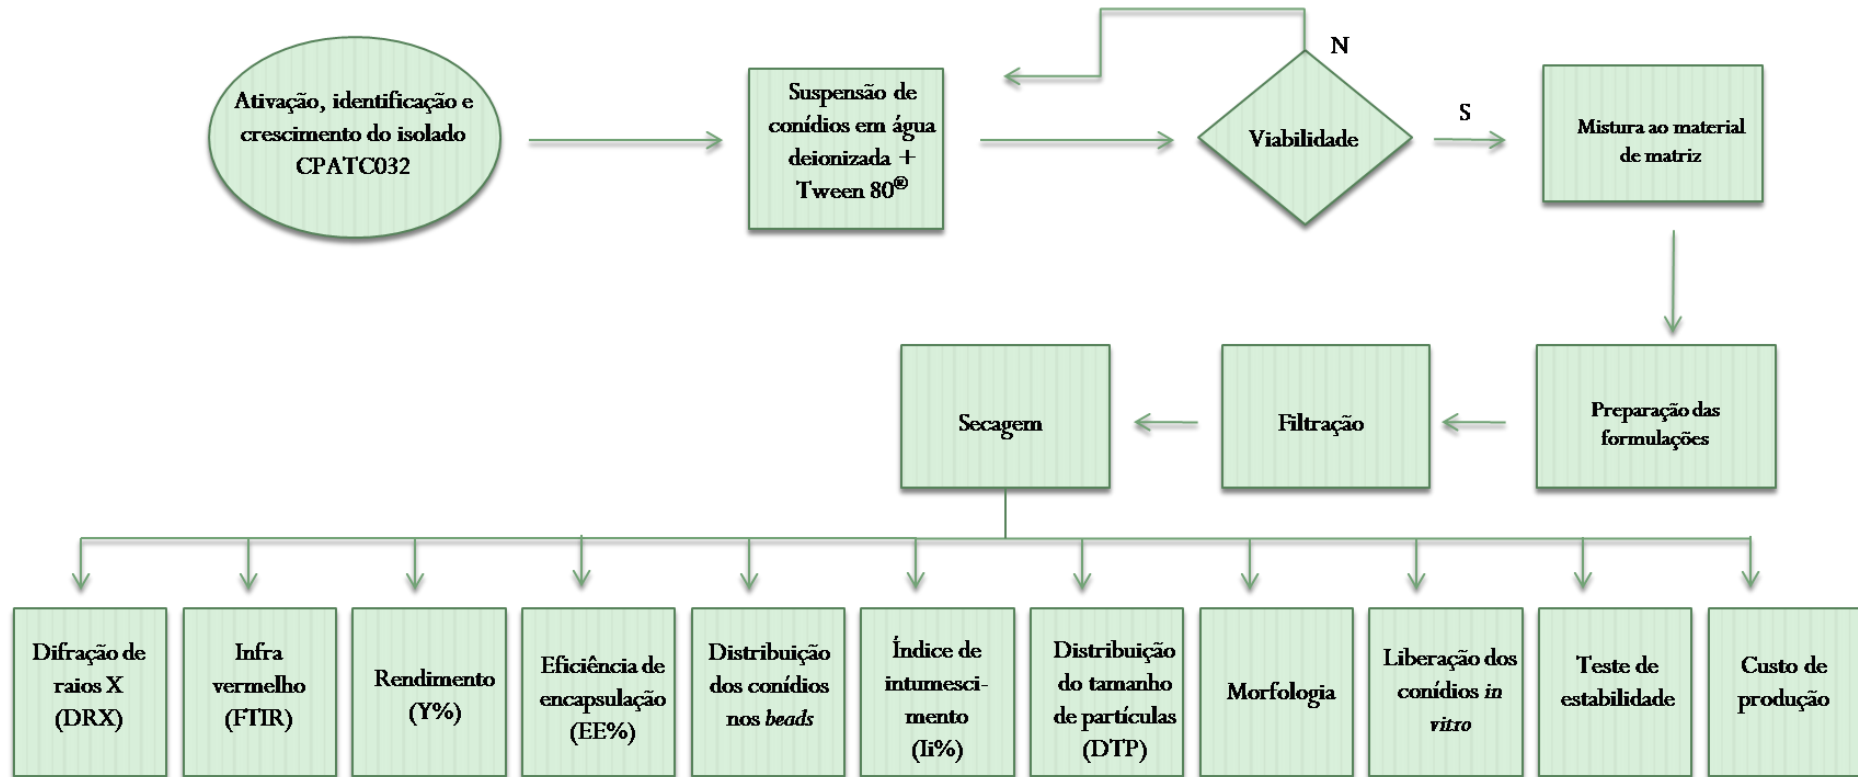 Ativação, identificação e
crescimento do isolado
CPATC032
Suspensão de
conídios em água
deionizada +
Tween 80®
N
Viabilidade
S
Mistura ao material
de matriz
Secagem
Filtração
Preparação das
formulações
Difração de
raios X
(DRX)
Infra
vermelho
(FTIR)
Rendimento
(Y%)
Eficiência de
encapsulação
(EE%)
Distribuição
dos conídios
nos beads
Índice de
intumesci-
mento
(Ii%)
Distribuição
do tamanho
de partículas
(DTP)
Morfologia
Liberação dos
conídios in
vitro
Teste de
estabilidade
Custo de
produção